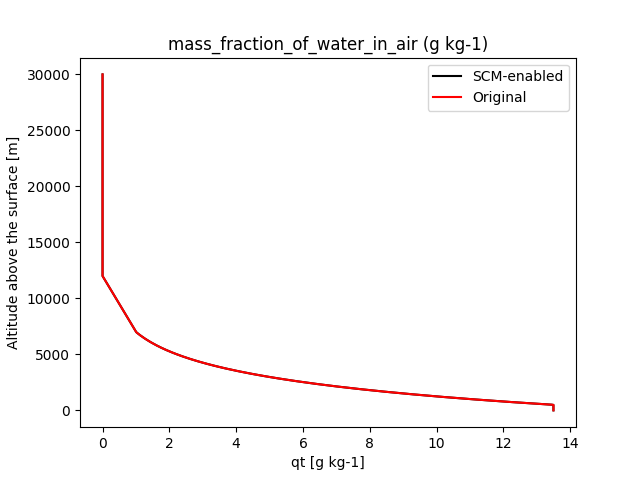 mass_fraction_of_water_in_air (g kg-1)
SCM-enabled
Original
Altitude above the surface [m]
30000
25000
20000
15000
10000
5000
0
0 2 4 6 8 10 12 14
qt [g kg-1]